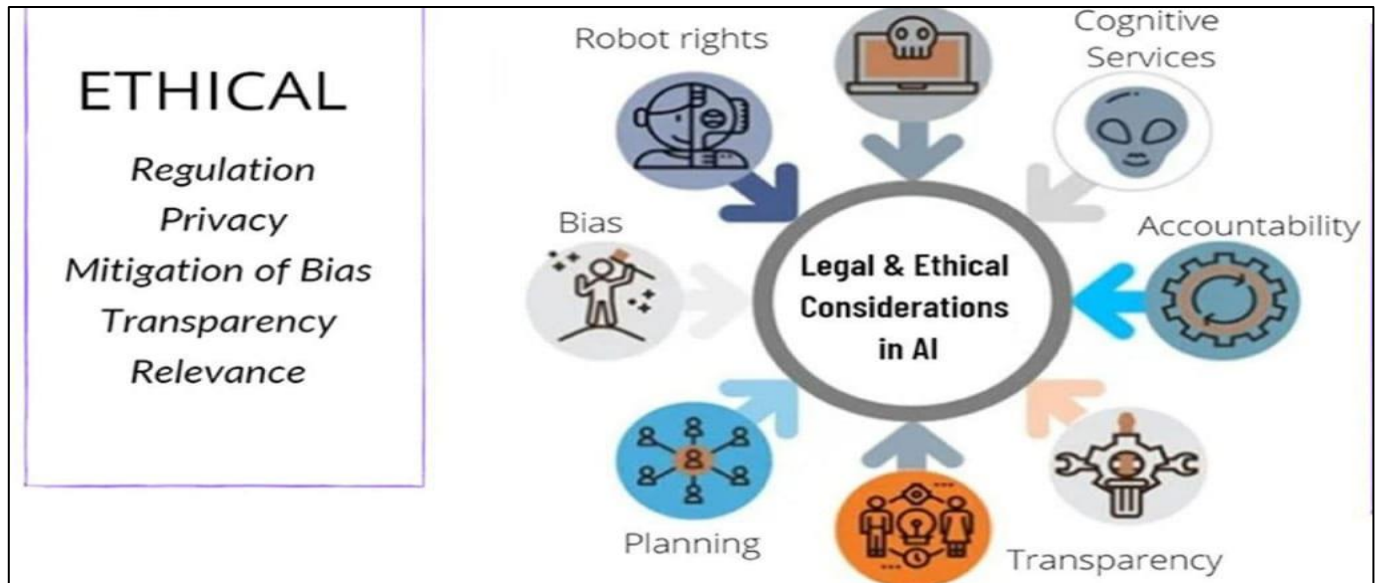 ETHICAL
Regulation
Privacy
Mitigation of Bias
Transparency
Relevance
Robot rights
Cognitive
Services
Bias
Accountability
Legal & Ethical
Considerations
in AI
Planning
Transparency